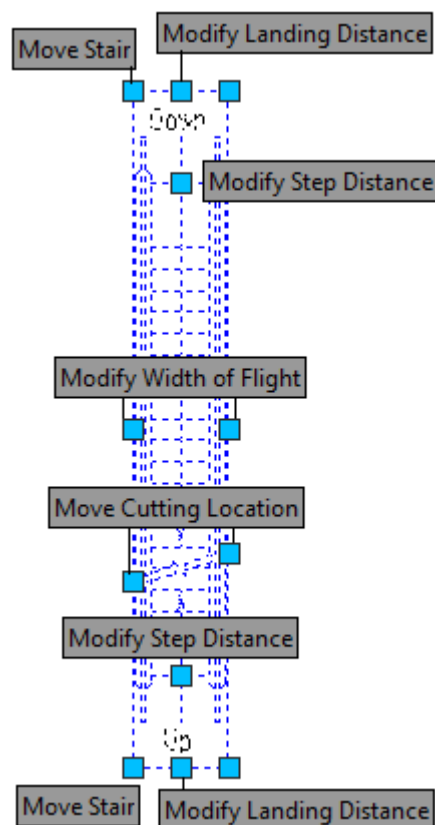 Modify Landing Distance
Move Stair
Down
Modify Step Distance
Modify Width of Flight
Move Cutting Location
Modify Step Distance
Up
Move Stair
Modify Landing Distance